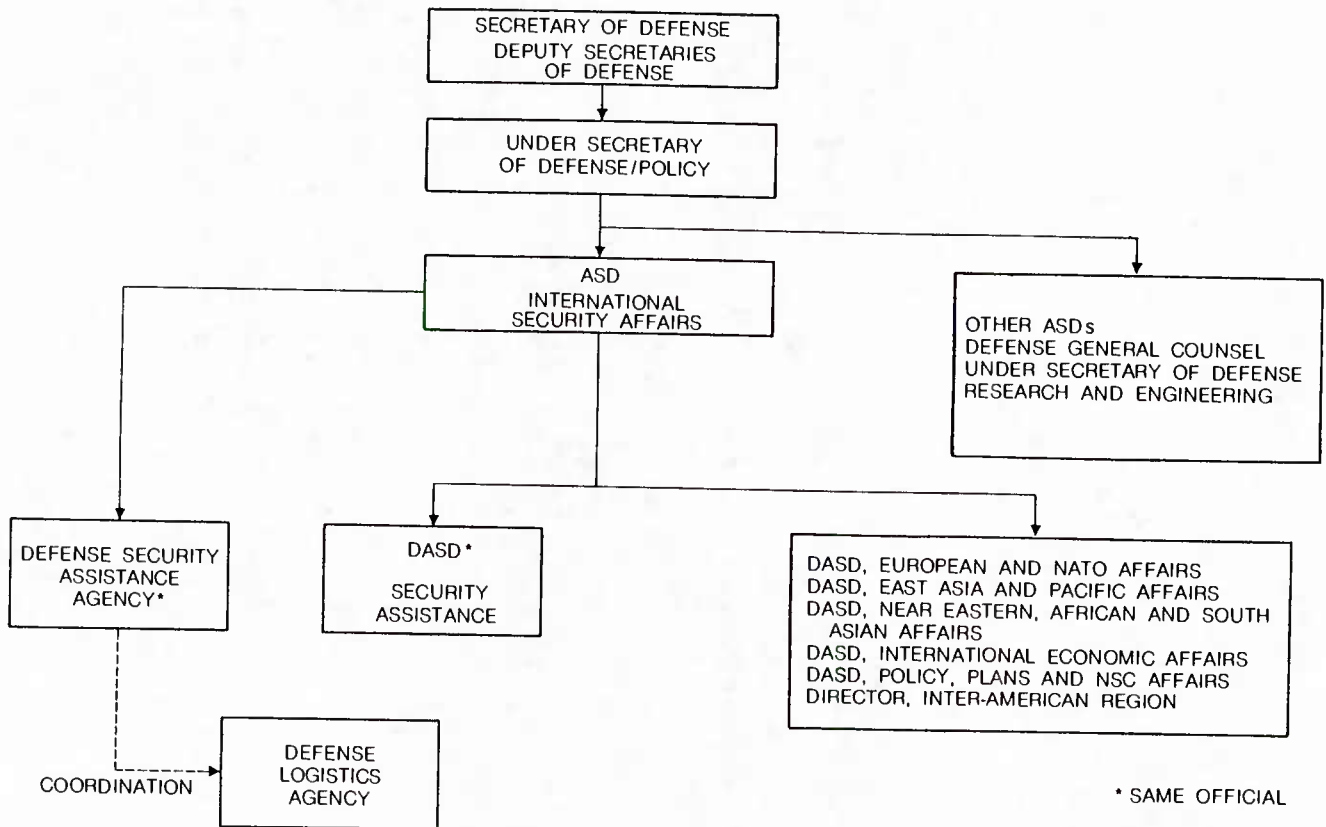 SECRETARY OF DEFENSE
DEPUTY SECRETARIES
OF DEFENSE
UNDER SECRETARY
OF DEFENSE/POLICY
ASD
INTERNATIONAL
SECURITY AFFAIRS
OTHER ASDs
DEFENSE GENERAL COUNSEL
UNDER SECRETARY OF DEFENSE
RESEARCH AND ENGINEERING
DEFENSE SECURITY
ASSISTANCE
AGENCY*
DASD*
SECURITY
ASSISTANCE
DASD, EUROPEAN AND NATO AFFAIRS
DASD, EAST ASIA AND PACIFIC AFFAIRS
DASD, NEAR EASTERN, AFRICAN AND SOUTH
ASIAN AFFAIRS
DASD, INTERNATIONAL ECONOMIC AFFAIRS
DASD, POLICY, PLANS AND NSC AFFAIRS
DIRECTOR, INTER-AMERICAN REGION
COORDINATION
DEFENSE
LOGISTICS
AGENCY
* SAME OFFICIAL